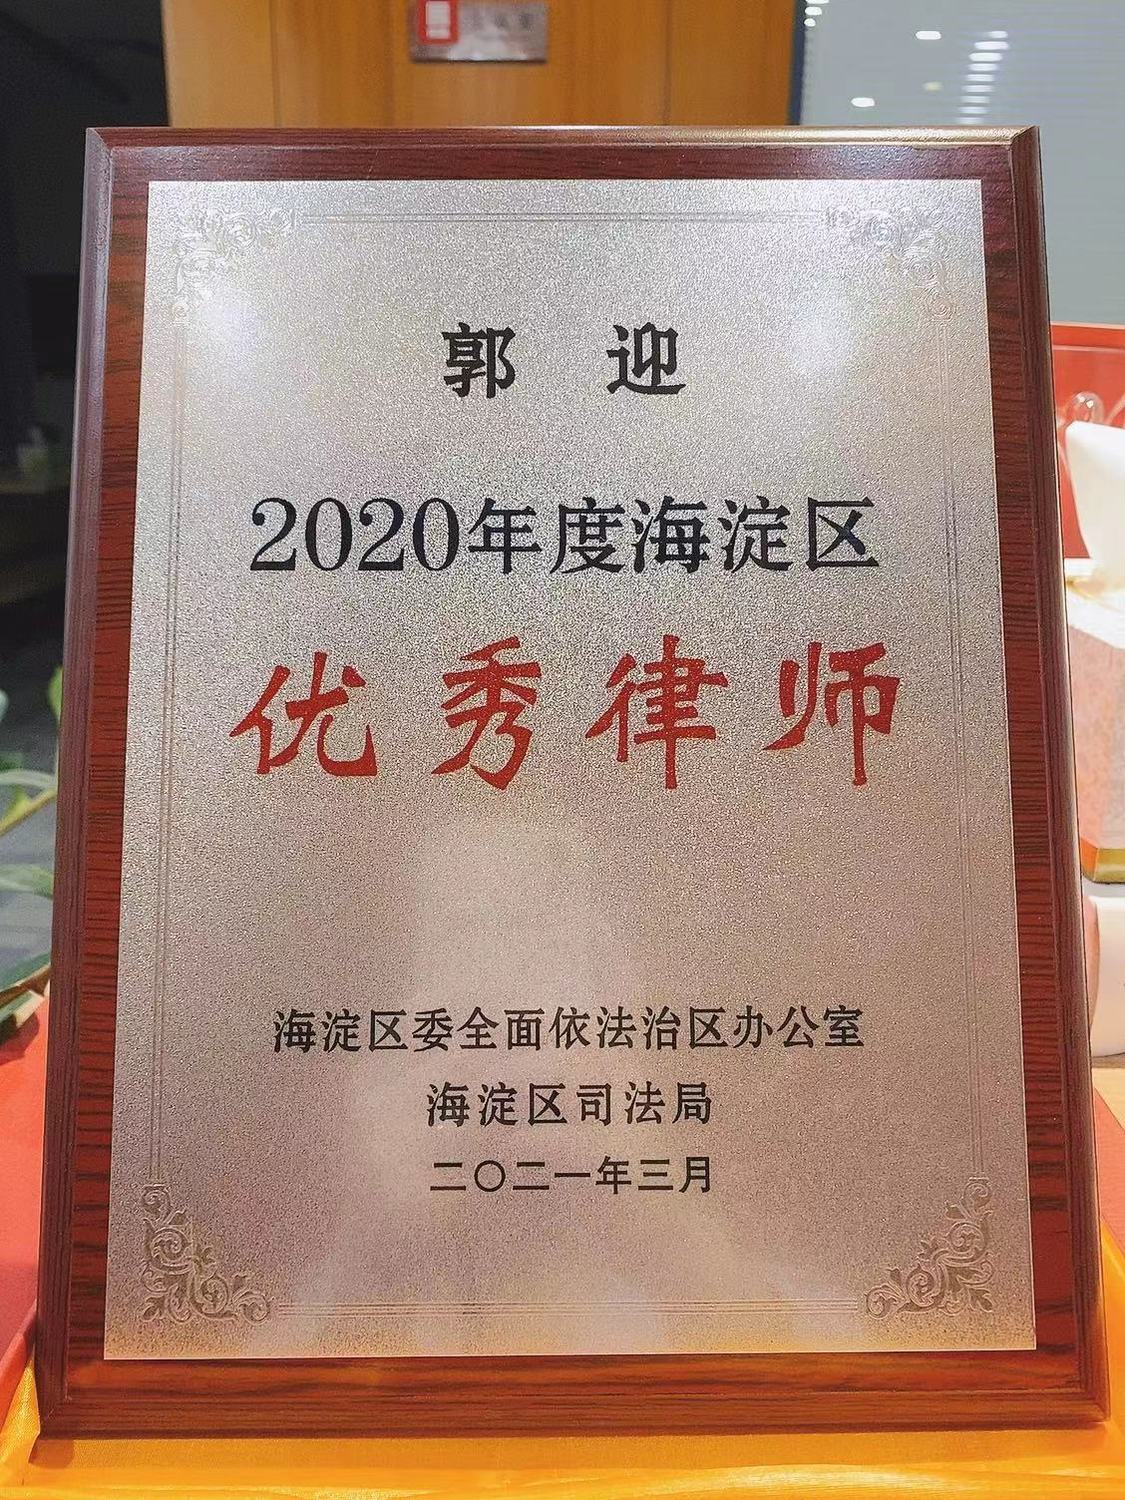 郭 迎
2020年度海淀区
优秀律师
海淀区委全面依法治区办公室
海淀区司法局
二〇二一年三月